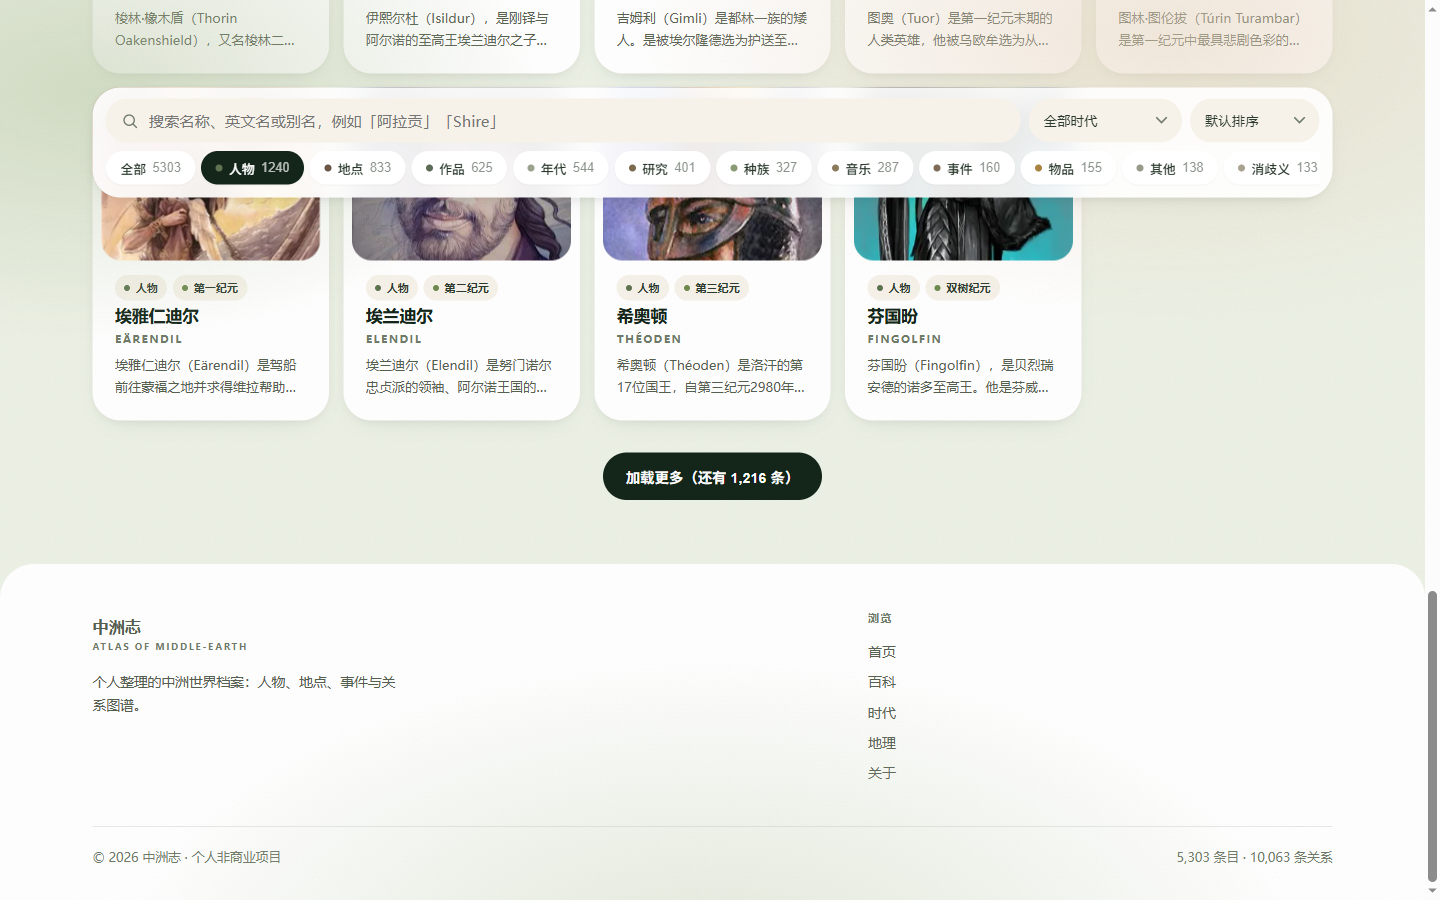 梭林·橡木盾（Thorin
Oakenshield），又名梭林二...
伊熙尔杜（Isildur），是刚铎与
阿尔诺的至高王埃兰迪尔之子...
吉姆利（Gimli）是都林一族的矮
人。是被埃尔隆德选为护送至...
图奥（Tuor）是第一纪元末期的
人类英雄，他被乌欧牟选为从...
图林·图伦拔（Túrin Turambar）
是第一纪元中最具悲剧色彩的...
搜索名称、英文名或别名，例如「阿拉贡」「Shire」
全部时代
默认排序
全部 5303
人物 1240
地点 833
作品 625
年代 544
研究 401
种族 327
音乐 287
事件 160
物品 155
其他 138
消歧义 133
人物
第一纪元
埃雅仁迪尔
EÄRENDIL
埃雅仁迪尔（Eärendil）是驾船
前往蒙福之地并求得维拉帮助...
人物
第二纪元
埃兰迪尔
ELENDIL
埃兰迪尔（Elendil）是努门诺尔
忠贞派的领袖、阿尔诺王国的...
人物
第三纪元
希奥顿
THÉODEN
希奥顿（Théoden）是洛汗的第
17位国王，自第三纪元2980年...
人物
双树纪元
芬国昐
FINGOLFIN
芬国昐（Fingolfin），是贝烈瑞
安德的诺多至高王。他是芬威...
加载更多（还有 1,216 条）
中洲志
ATLAS OF MIDDLE-EARTH
个人整理的中洲世界档案：人物、地点、事件与关
系图谱。
浏览
首页
百科
时代
地理
关于
© 2026 中洲志 · 个人非商业项目
5,303 条目 · 10,063 条关系